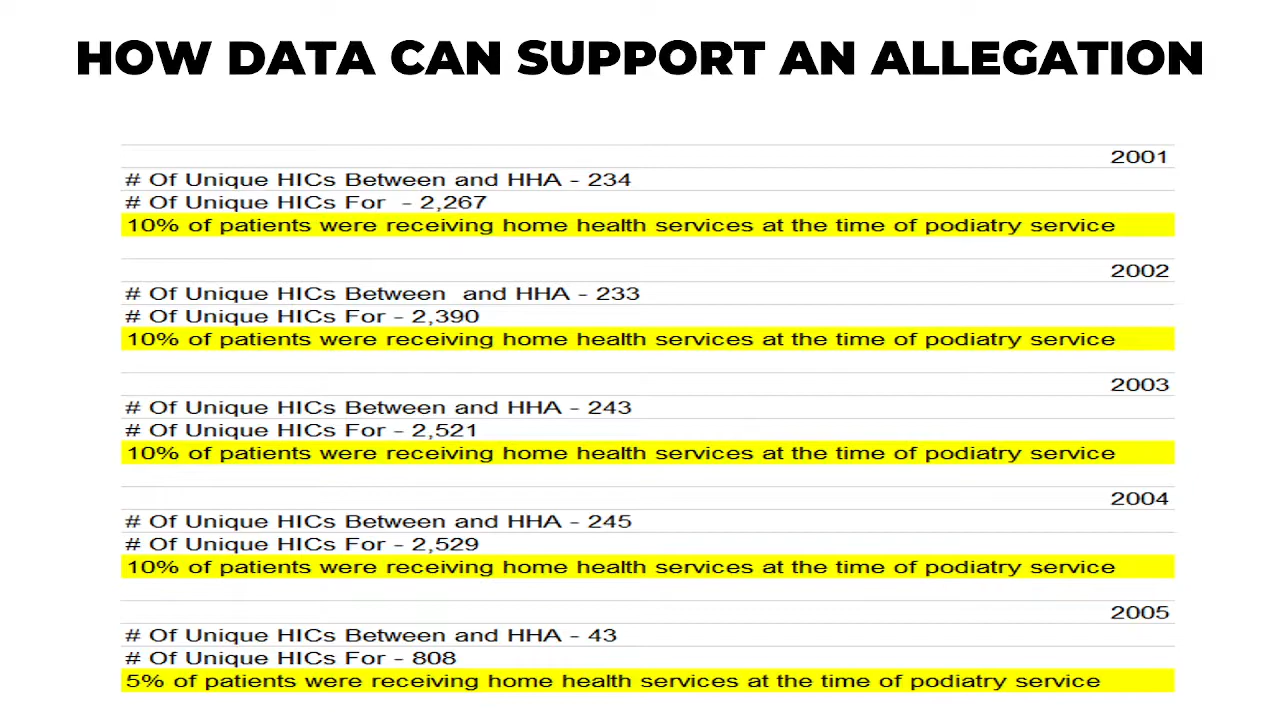 HOW DATA CAN SUPPORT AN ALLEGATION
2001
# Of Unique HICs Between and HHA - 234
# Of Unique HICs For - 2,267
10% of patients were receiving home health services at the time of podiatry service
2002
# Of Unique HICs Between and HHA - 233
# Of Unique HICs For - 2,390
10% of patients were receiving home health services at the time of podiatry service
2003
# Of Unique HICs Between and HHA - 243
# Of Unique HICs For - 2,521
10% of patients were receiving home health services at the time of podiatry service
2004
# Of Unique HICs Between and HHA - 245
# Of Unique HICs For - 2,529
10% of patients were receiving home health services at the time of podiatry service
2005
# Of Unique HICs Between and HHA - 43
# Of Unique HICs For - 808
5% of patients were receiving home health services at the time of podiatry service